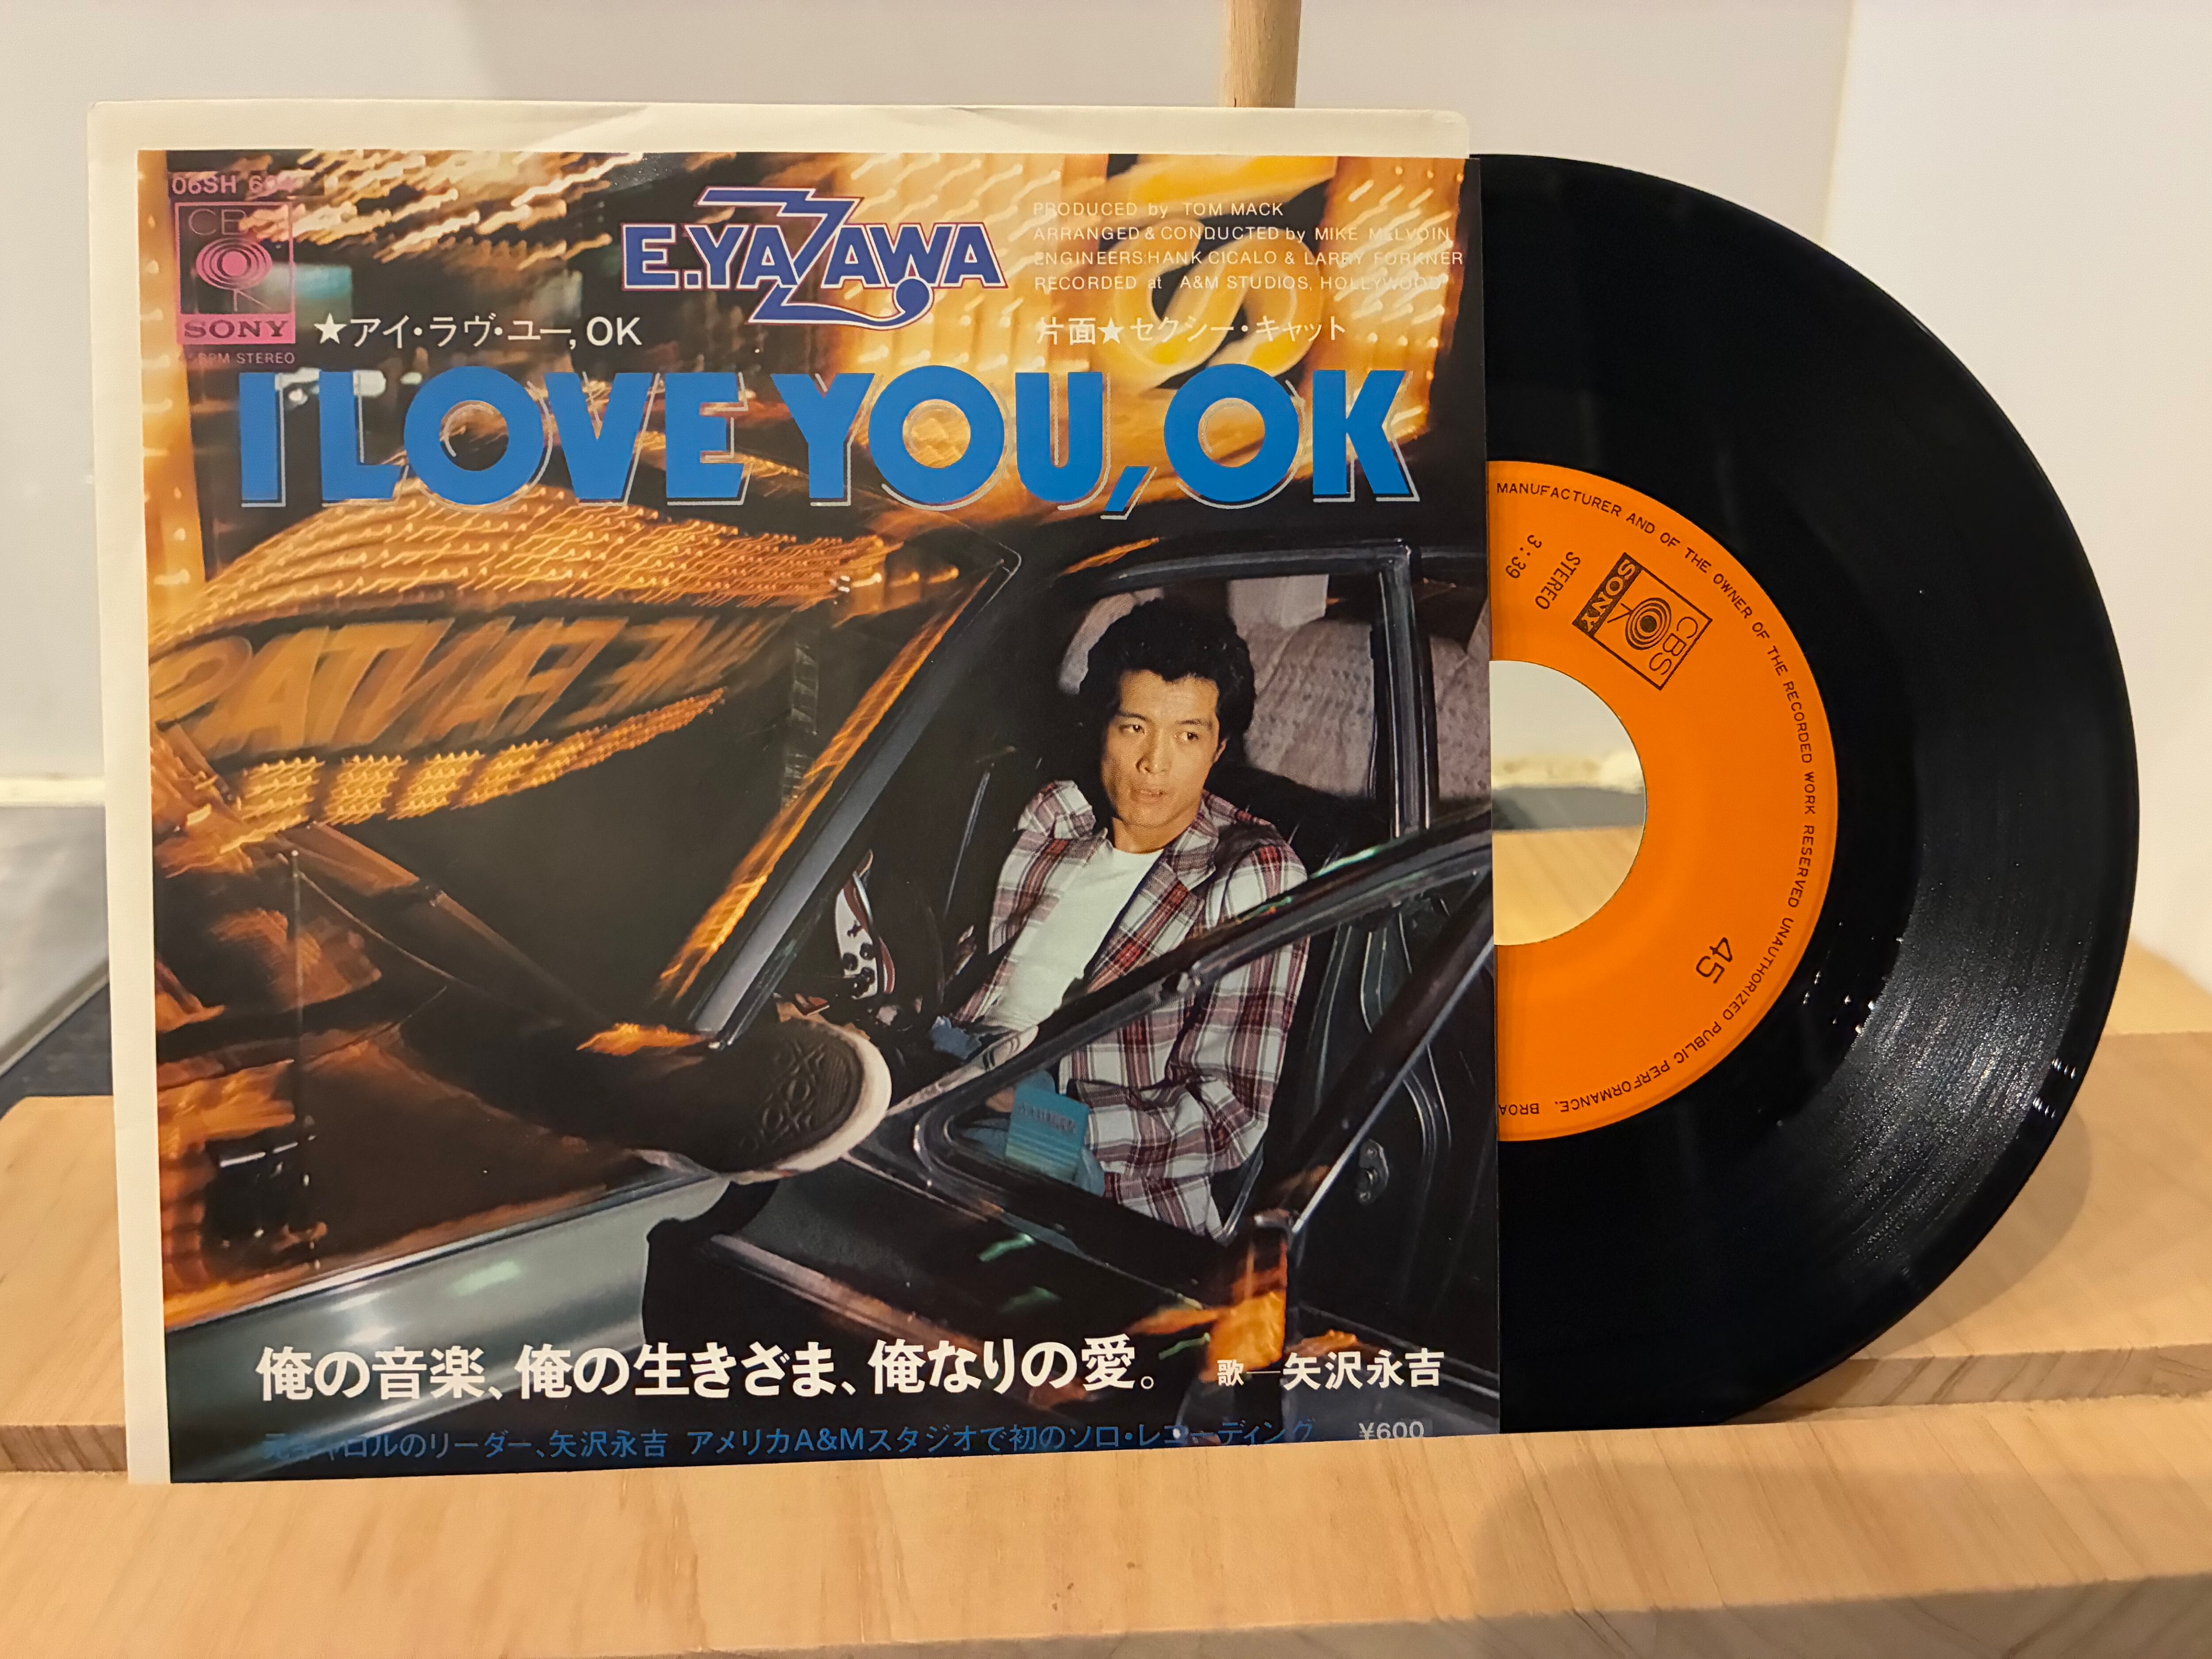 06SH
CBS
SONY
45RPM STEREO
E.YAZAWA
PRODUCED by TOM MACK
ARRANGED & CONDUCTED by MIKE MELVOIN
ENGINEERS:HANK CICALO & LARRY FORKNER
RECORDED at A&M STUDIOS, HOLLYWOOD
★アイ・ラヴ・ユー,OK
片面★セクシー・キャット
I LOVE YOU, OK
俺の音楽、俺の生きざま、俺なりの愛。
歌—矢沢永吉
元キャロルのリーダー、矢沢永吉 アメリカA&Mスタジオで初のソロ・レコーディング
¥600
MANUFACTURER AND OF THE OWNER OF THE RECORDED WORK RESERVED UNAUTHORIZED PUBLIC PERFORMANCE. BROA
3:39
STEREO
CBS
SONY
45